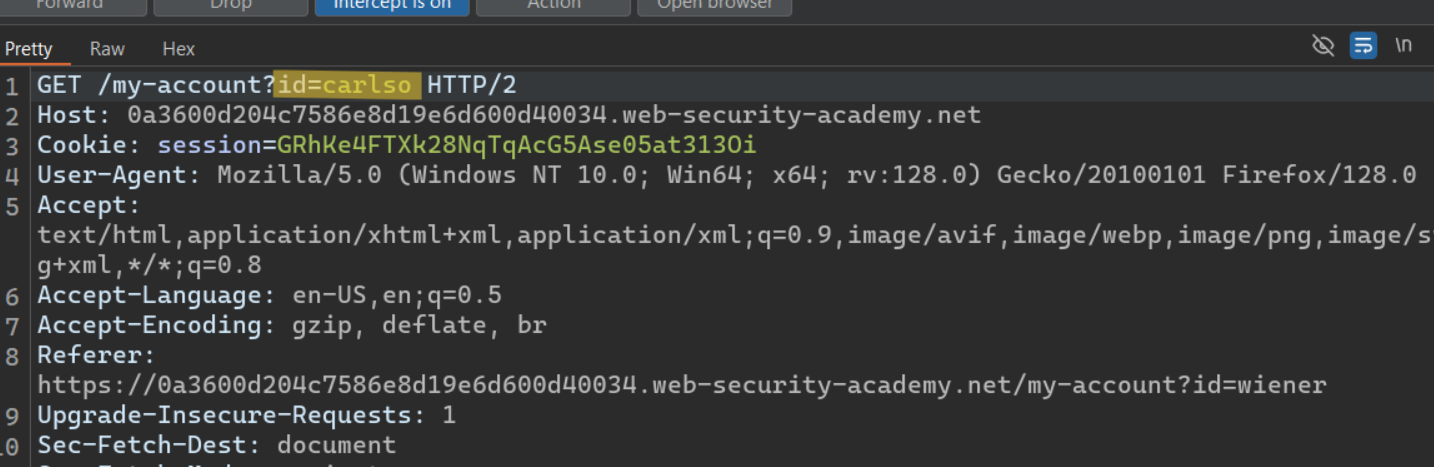 Forward Drop Intercept is on Action Open browser
Pretty Raw Hex \n
1 GET /my-account?id=carlso HTTP/2
2 Host: 0a3600d204c7586e8d19e6d600d40034.web-security-academy.net
3 Cookie: session=GRhKe4FTXk28NqTqAcG5Ase05at313Oi
4 User-Agent: Mozilla/5.0 (Windows NT 10.0; Win64; x64; rv:128.0) Gecko/20100101 Firefox/128.0
5 Accept:
text/html,application/xhtml+xml,application/xml;q=0.9,image/avif,image/webp,image/png,image/s
g+xml,*/*;q=0.8
6 Accept-Language: en-US,en;q=0.5
7 Accept-Encoding: gzip, deflate, br
8 Referer:
https://0a3600d204c7586e8d19e6d600d40034.web-security-academy.net/my-account?id=wiener
9 Upgrade-Insecure-Requests: 1
10 Sec-Fetch-Dest: document